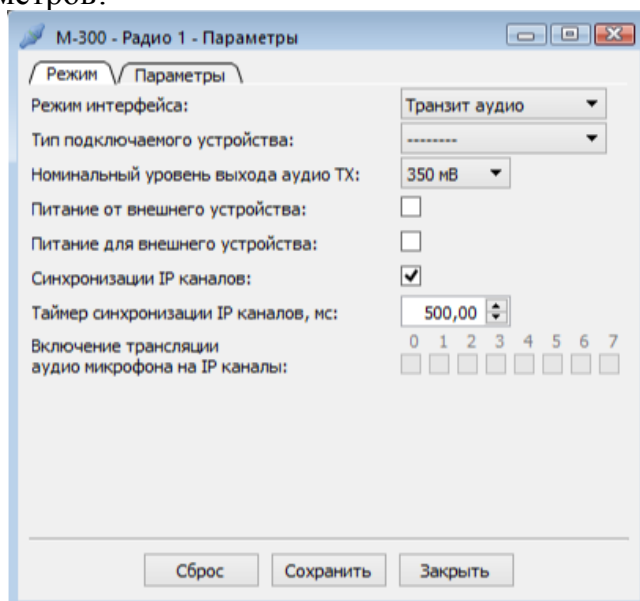 метров.
М-300 - Радио 1 - Параметры
Режим Параметры
Режим интерфейса: Транзит аудио
Тип подключаемого устройства: --------
Номинальный уровень выхода аудио TX: 350 мВ
Питание от внешнего устройства:
Питание для внешнего устройства:
Синхронизации IP каналов:
Таймер синхронизации IP каналов, мс: 500,00
0 1 2 3 4 5 6 7
Включение трансляции
аудио микрофона на IP каналы:
Сброс Сохранить Закрыть